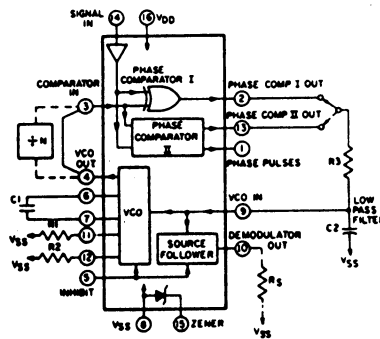 SIGNAL IN
14
16 VDD
PHASE COMPARATOR I
COMPARATOR IN
3
2
PHASE COMP I OUT
13
PHASE COMP II OUT
PHASE COMPARATOR II
1
PHASE PULSES
÷N
VCO OUT
4
R3
6
C1
7
VCO
VCO IN
9
LOW PASS FILTER
C2
VSS
VSS R1
11
VSS R2
12
SOURCE FOLLOWER
DEMODULATOR OUT
10
5
INHIBIT
RS
VSS
VSS
8
15 ZENER